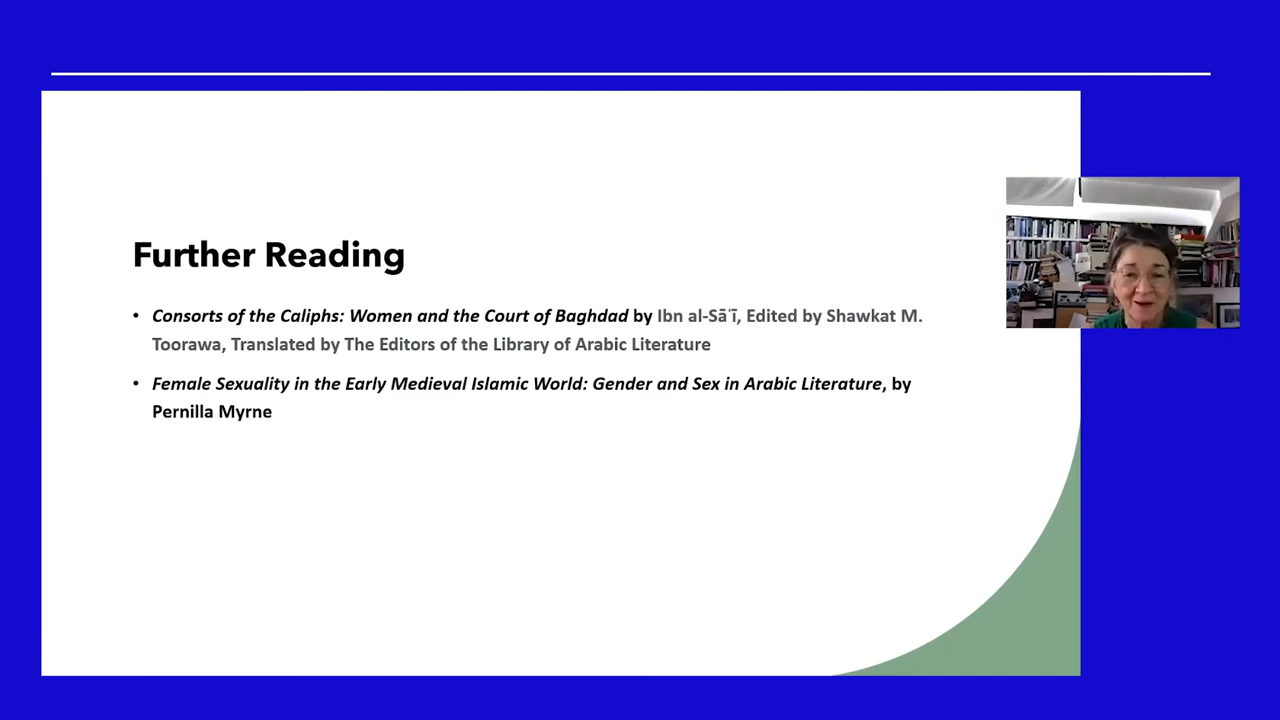 Further Reading
• Consorts of the Caliphs: Women and the Court of Baghdad by Ibn al-Sāʿī, Edited by Shawkat M.
Toorawa, Translated by The Editors of the Library of Arabic Literature
• Female Sexuality in the Early Medieval Islamic World: Gender and Sex in Arabic Literature, by
Pernilla Myrne